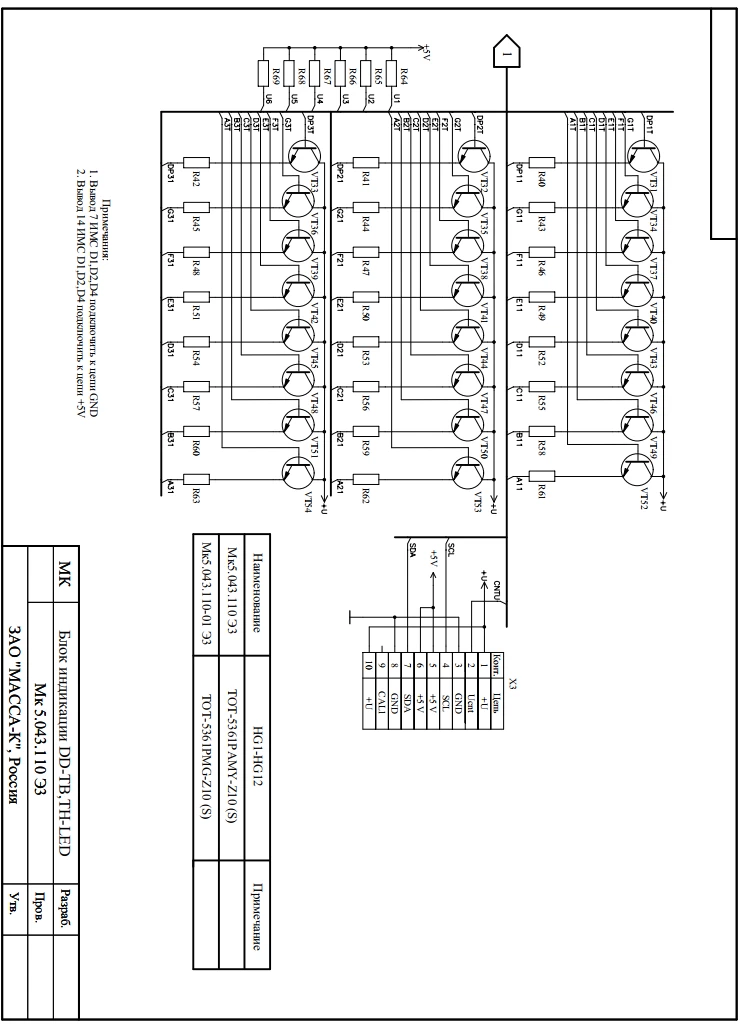 1
+5V
R64
R65
R66
R67
R68
R69
U1
U2
U3
U4
U5
U6
DP1T
G1T
F1T
E1T
D1T
C1T
B1T
A1T
VT31
VT34
VT37
VT40
VT43
VT46
VT49
VT52
+U
R40
R43
R46
R49
R52
R55
R58
R61
DP11
G11
F11
E11
D11
C11
B11
A11
DP2T
G2T
F2T
E2T
D2T
C2T
B2T
A2T
VT32
VT35
VT38
VT41
VT44
VT47
VT50
VT53
+U
R41
R44
R47
R50
R53
R56
R59
R62
DP21
G21
F21
E21
D21
C21
B21
A21
DP3T
G3T
F3T
E3T
D3T
C3T
B3T
A3T
VT33
VT36
VT39
VT42
VT45
VT48
VT51
VT54
+U
R42
R45
R48
R51
R54
R57
R60
R63
DP31
G31
F31
E31
D31
C31
B31
A31
Примечания:
1. Вывод 7 ИМС D1,D2,D4 подключить к цепи GND
2. Вывод 14 ИМС D1,D2,D4 подключить к цепи +5V
CNTU
+U
SCL
+5V
SDA
X3
Конт. Цепь
1 +U
2 Ucnt
3 GND
4 SCL
5 +5 V
6 +5 V
7 SDA
8 GND
9 CAL1
10 +U
Наименование HG1-HG12 Примечание
Мк5.043.110 ЭЗ TOT-5361PAMY-Z10 (S)
Мк5.043.110-01 ЭЗ TOT-5361PMG-Z10 (S)
МК Блок индикации DD-TB,TH-LED Разраб.
Мк 5.043.110 ЭЗ Пров.
ЗАО "МАССА-К", Россия Утв.